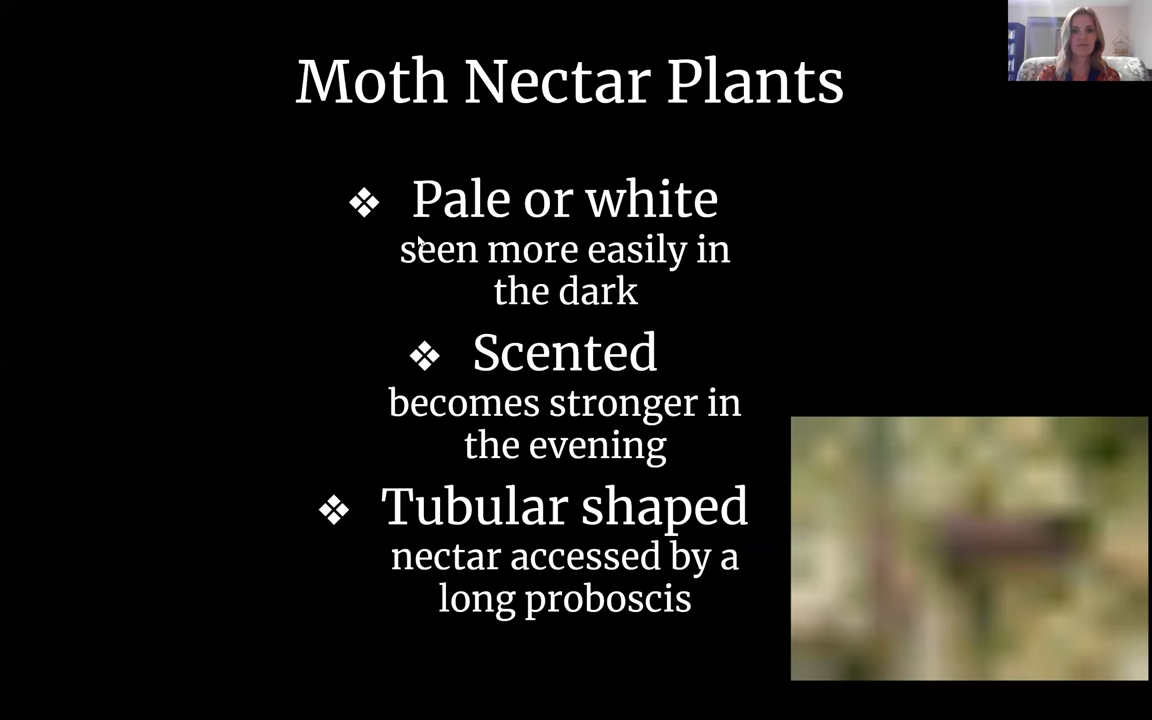 Moth Nectar Plants
❖ Pale or white
seen more easily in
the dark
❖ Scented
becomes stronger in
the evening
❖ Tubular shaped
nectar accessed by a
long proboscis